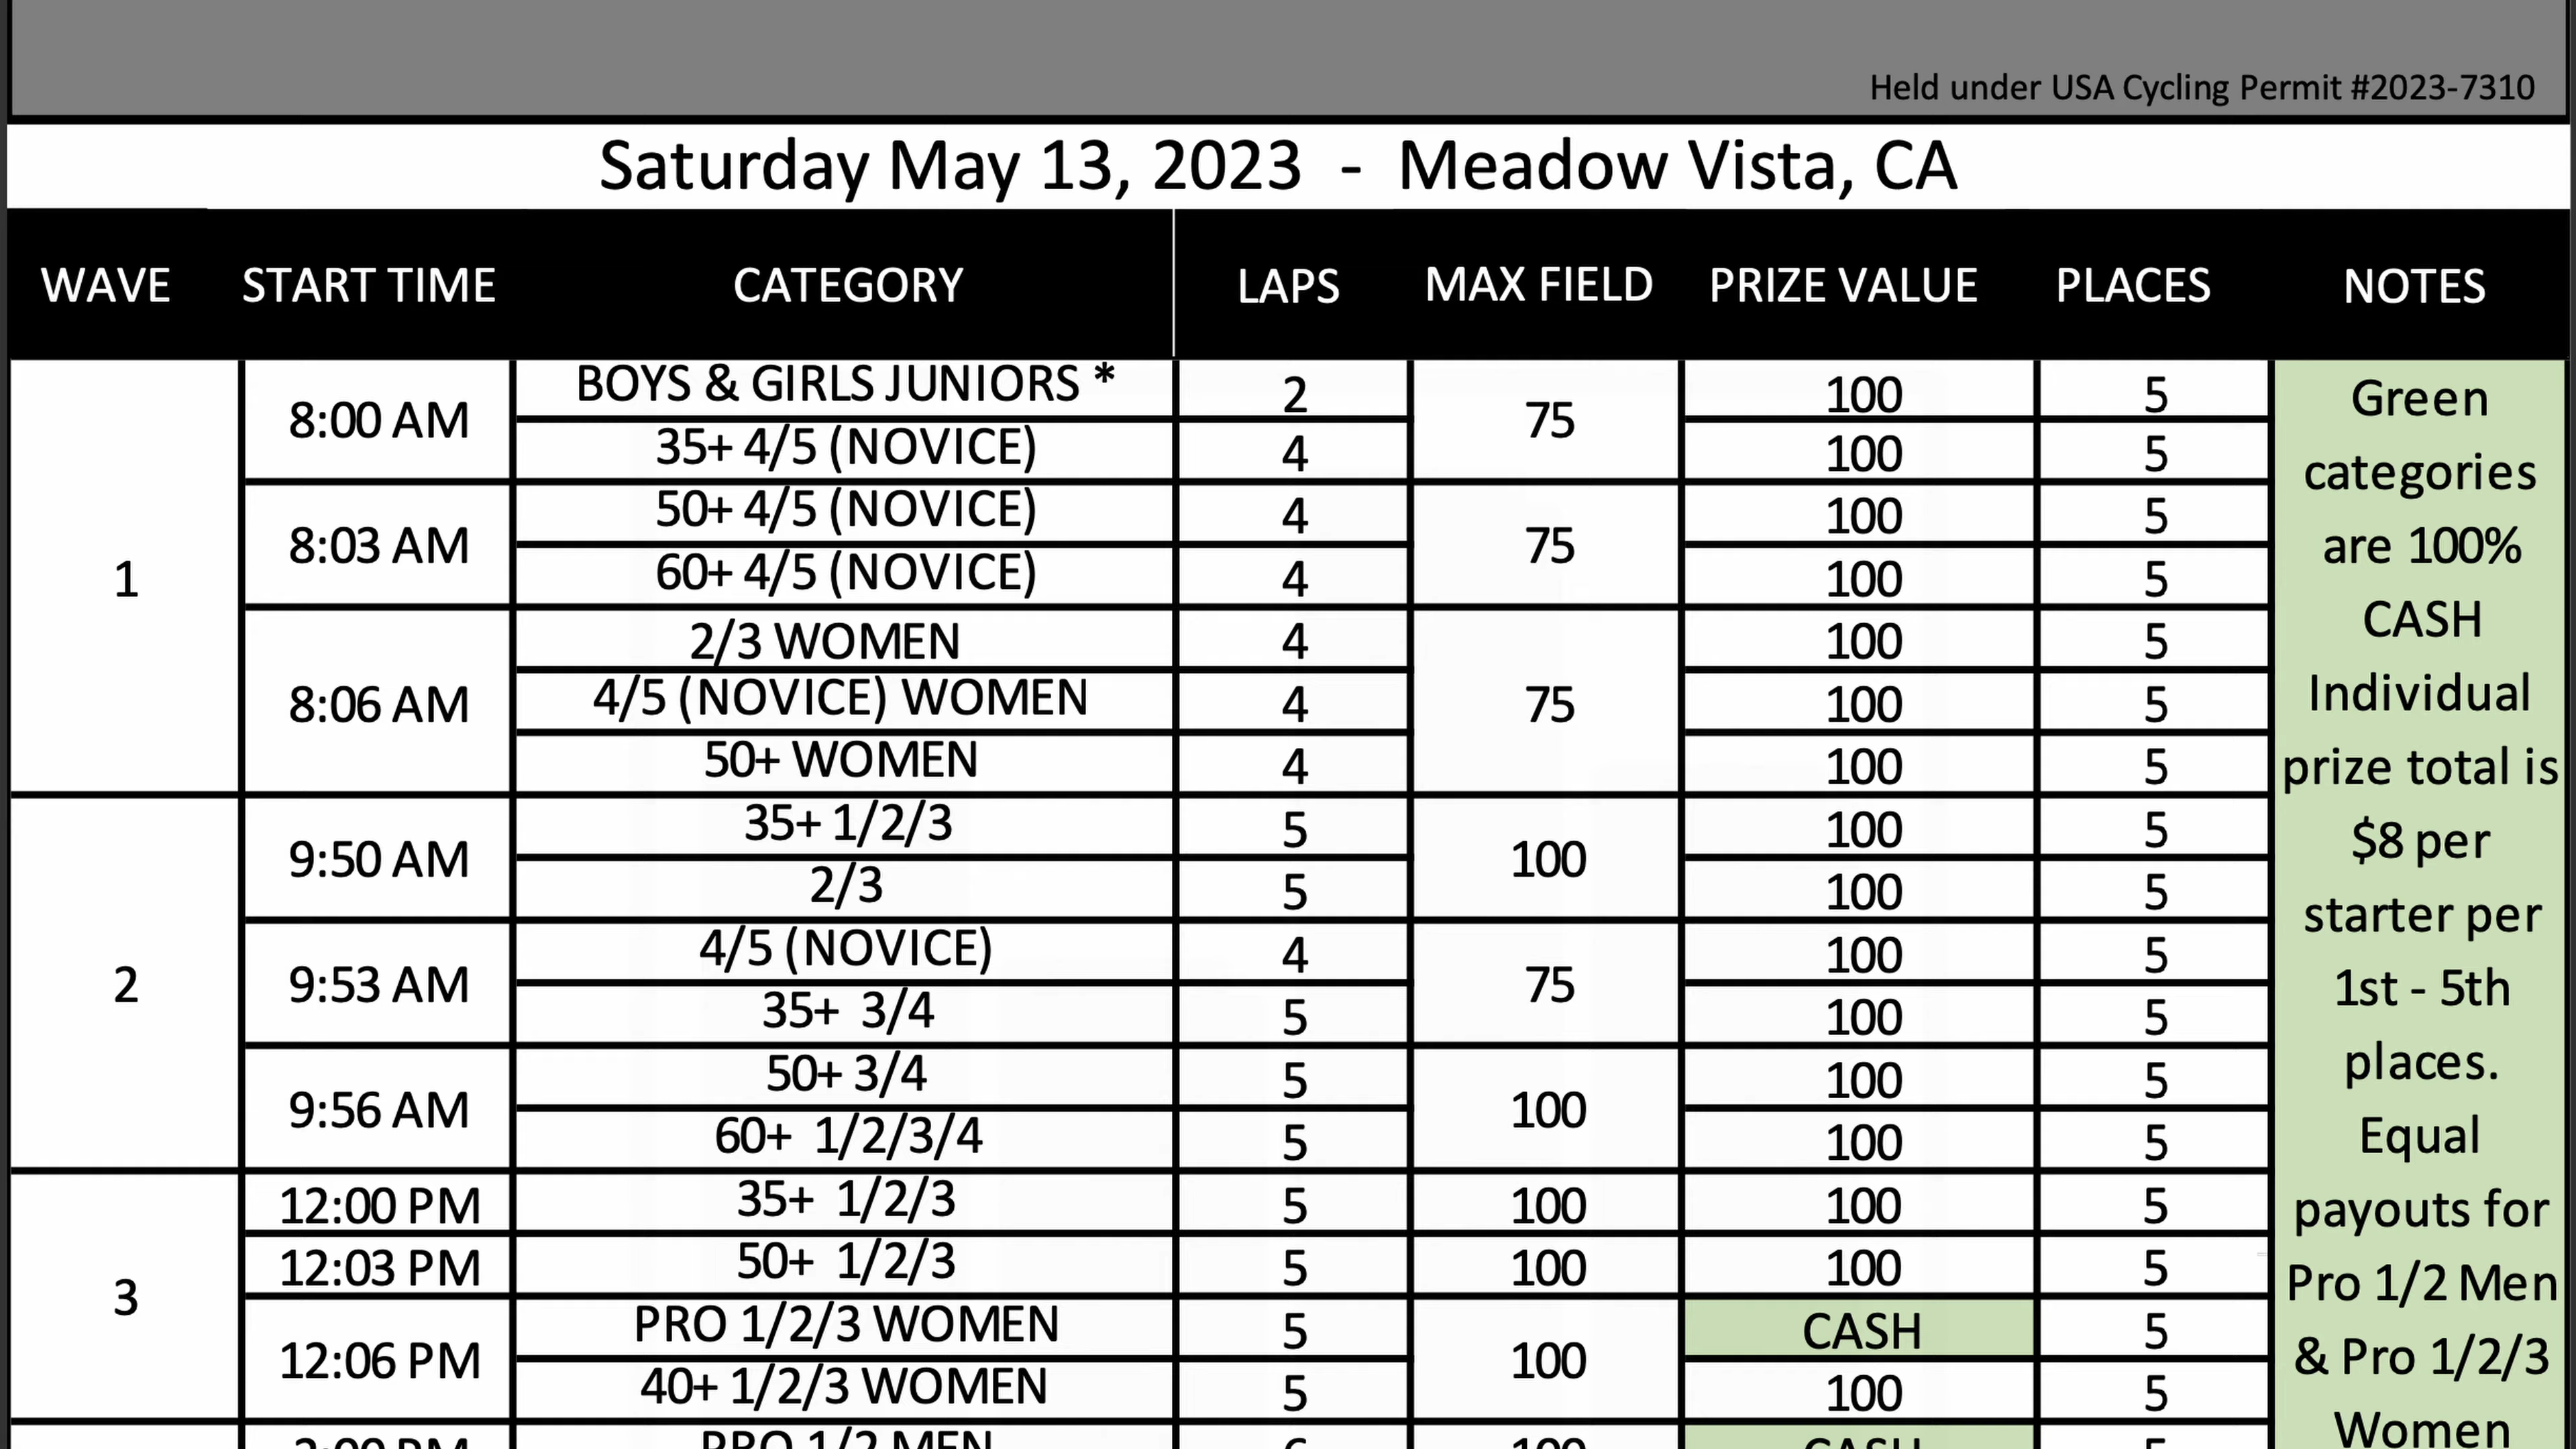 Held under USA Cycling Permit #2023-7310
Saturday May 13, 2023 - Meadow Vista, CA
WAVE START TIME CATEGORY LAPS MAX FIELD PRIZE VALUE PLACES NOTES
1
8:00 AM
BOYS & GIRLS JUNIORS * 2 75 100 5
35+ 4/5 (NOVICE) 4 100 5
8:03 AM
50+ 4/5 (NOVICE) 4 75 100 5
60+ 4/5 (NOVICE) 4 100 5
8:06 AM
2/3 WOMEN 4 75 100 5
4/5 (NOVICE) WOMEN 4 100 5
50+ WOMEN 4 100 5
2
9:50 AM
35+ 1/2/3 5 100 100 5
2/3 5 100 5
9:53 AM
4/5 (NOVICE) 4 75 100 5
35+ 3/4 5 100 5
9:56 AM
50+ 3/4 5 100 100 5
60+ 1/2/3/4 5 100 5
3
12:00 PM 35+ 1/2/3 5 100 100 5
12:03 PM 50+ 1/2/3 5 100 100 5
12:06 PM
PRO 1/2/3 WOMEN 5 100 CASH 5
40+ 1/2/3 WOMEN 5 100 5
PRO 1/2 MEN 100 CASH
Green
categories
are 100%
CASH
Individual
prize total is
$8 per
starter per
1st - 5th
places.
Equal
payouts for
Pro 1/2 Men
& Pro 1/2/3
Women